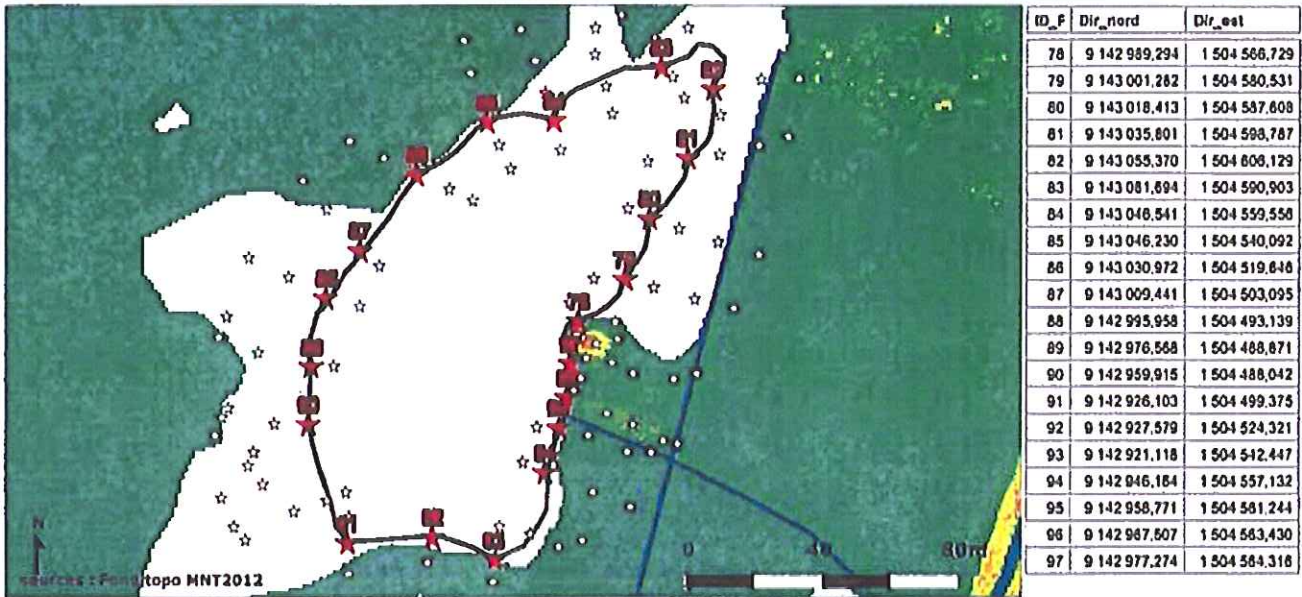 ID_P Dir_nord Dir_est
78 9 142 989,294 1 504 566,729
79 9 143 001,282 1 504 580,531
80 9 143 018,413 1 504 587,608
81 9 143 035,801 1 504 598,787
82 9 143 055,370 1 504 606,129
83 9 143 061,694 1 504 590,903
84 9 143 046,541 1 504 559,558
85 9 143 046,230 1 504 540,092
86 9 143 030,972 1 504 519,646
87 9 143 009,441 1 504 503,095
88 9 142 995,958 1 504 493,139
89 9 142 976,568 1 504 488,871
90 9 142 959,915 1 504 488,042
91 9 142 926,103 1 504 499,375
92 9 142 927,579 1 504 524,321
93 9 142 921,118 1 504 542,447
94 9 142 946,184 1 504 557,132
95 9 142 958,771 1 504 561,244
96 9 142 967,507 1 504 563,430
97 9 142 977,274 1 504 564,316
N
0 40 80m
sources : Fond topo MNT2012